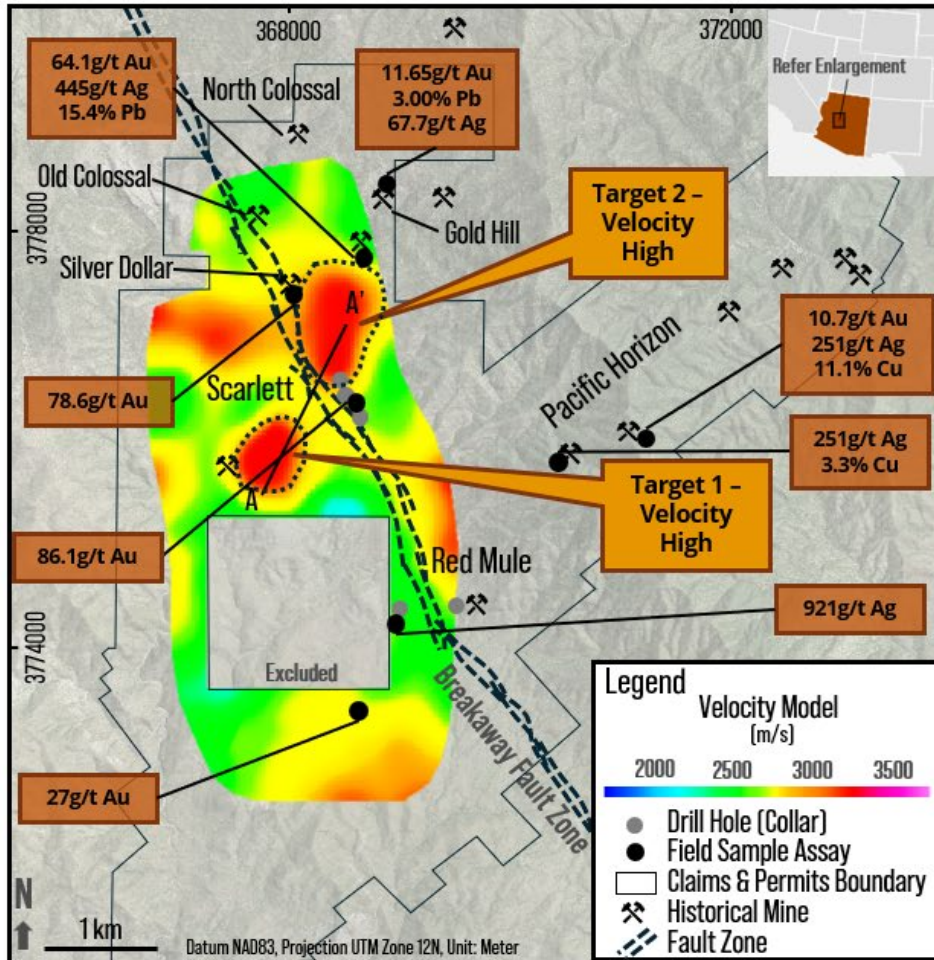 368000
372000
3778000
3774000
64.1g/t Au
445g/t Ag
15.4% Pb
North Colossal
11.65g/t Au
3.00% Pb
67.7g/t Ag
Refer Enlargement
Old Colossal
Gold Hill
Target 2 –
Velocity
High
Silver Dollar
A'
Pacific Horizon
10.7g/t Au
251g/t Ag
11.1% Cu
78.6g/t Au
Scarlett
251g/t Ag
3.3% Cu
A
Target 1 –
Velocity
High
86.1g/t Au
Red Mule
921g/t Ag
Excluded
Breakaway Fault Zone
27g/t Au
Legend
Velocity Model
(m/s)
2000 2500 3000 3500
Drill Hole (Collar)
Field Sample Assay
Claims & Permits Boundary
Historical Mine
Fault Zone
N
1 km
Datum NAD83, Projection UTM Zone 12N, Unit: Meter